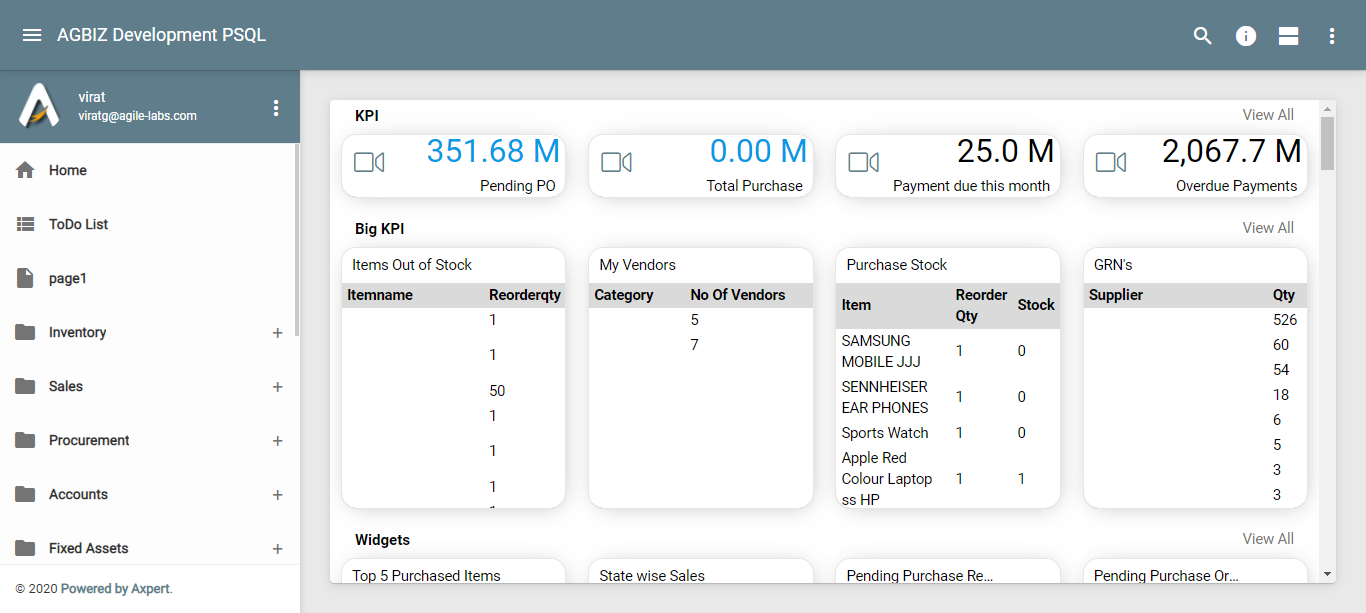 AGBIZ Development PSQL
virat
viratg@agile-labs.com
Home
ToDo List
page1
Inventory +
Sales +
Procurement +
Accounts +
Fixed Assets +
© 2020 Powered by Axpert.
KPI View All
351.68 M
Pending PO
0.00 M
Total Purchase
25.0 M
Payment due this month
2,067.7 M
Overdue Payments
Big KPI View All
Items Out of Stock
Itemname Reorderqty
1
1
50
1
1
1
My Vendors
Category No Of Vendors
5
7
Purchase Stock
Item Reorder Qty Stock
SAMSUNG
MOBILE JJJ 1 0
SENNHEISER
EAR PHONES 1 0
Sports Watch 1 0
Apple Red
Colour Laptop 1 1
ss HP
GRN's
Supplier Qty
526
60
54
18
6
5
3
3
Widgets View All
Top 5 Purchased Items
State wise Sales
Pending Purchase Re...
Pending Purchase Or...